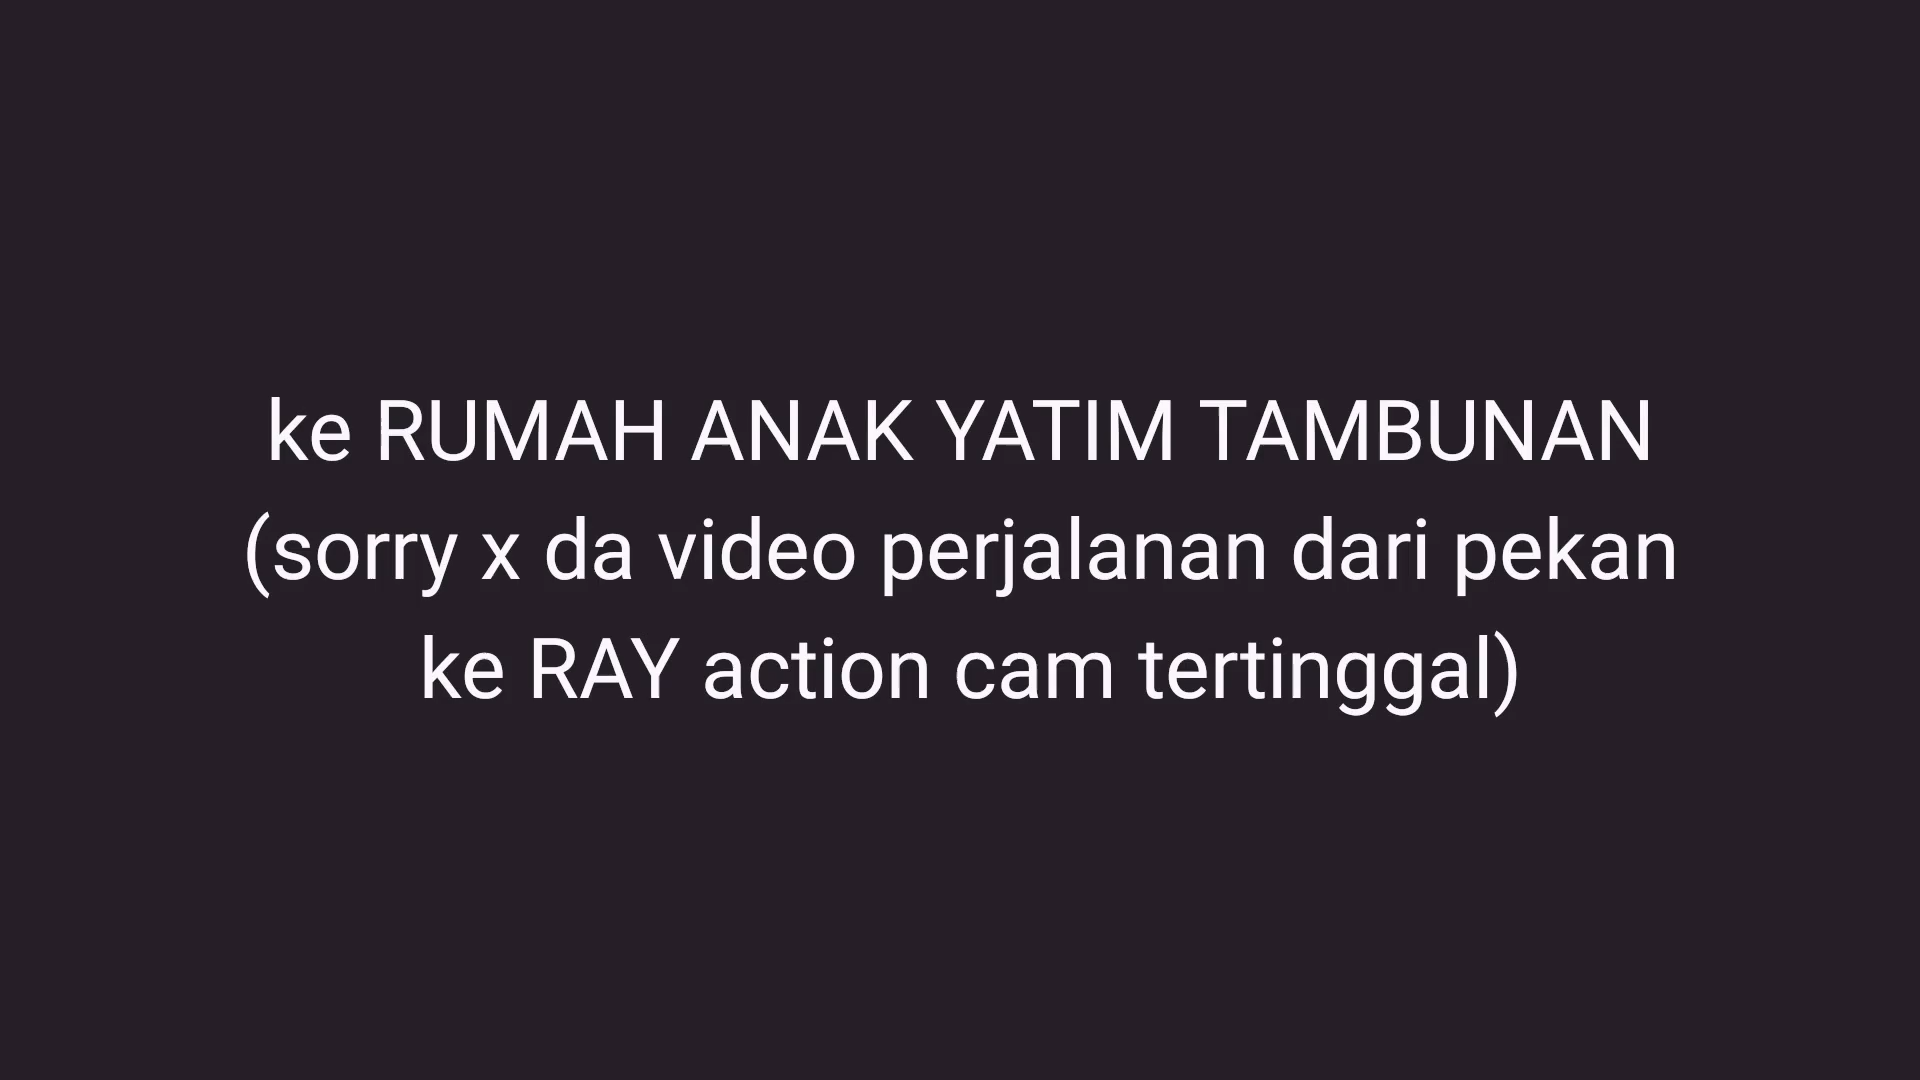 ke RUMAH ANAK YATIM TAMBUNAN
(sorry x da video perjalanan dari pekan
ke RAY action cam tertinggal)